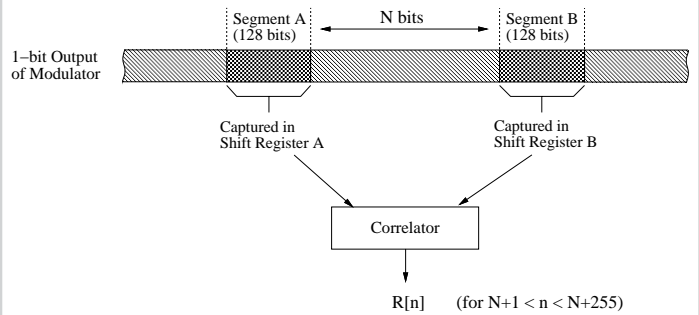 Segment A
(128 bits)
N bits
Segment B
(128 bits)
1−bit Output
of Modulator
Captured in
Shift Register A
Captured in
Shift Register B
Correlator
R[n] (for N+1 < n < N+255)